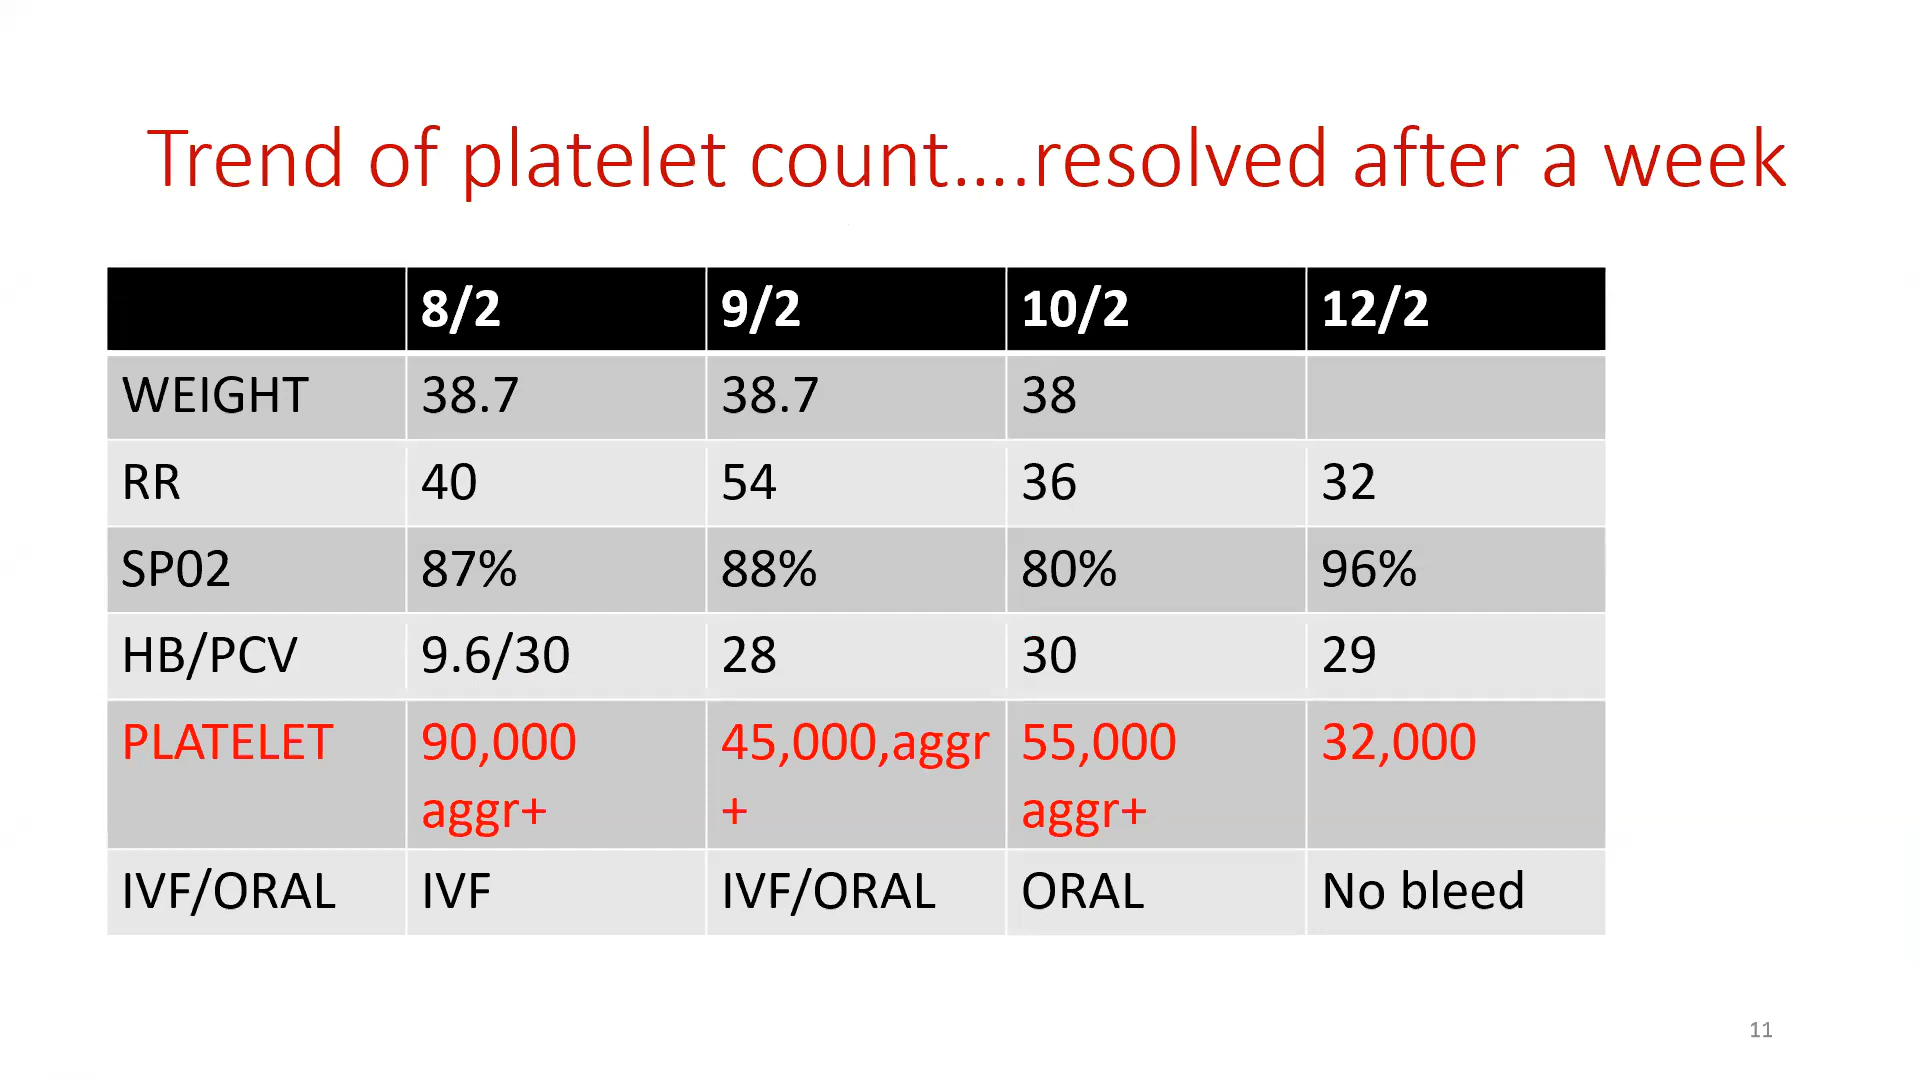 Trend of platelet count....resolved after a week
8/2 9/2 10/2 12/2
WEIGHT 38.7 38.7 38
RR 40 54 36 32
SP02 87% 88% 80% 96%
HB/PCV 9.6/30 28 30 29
PLATELET 90,000 45,000,aggr 55,000 32,000
aggr+ + aggr+
IVF/ORAL IVF IVF/ORAL ORAL No bleed
11